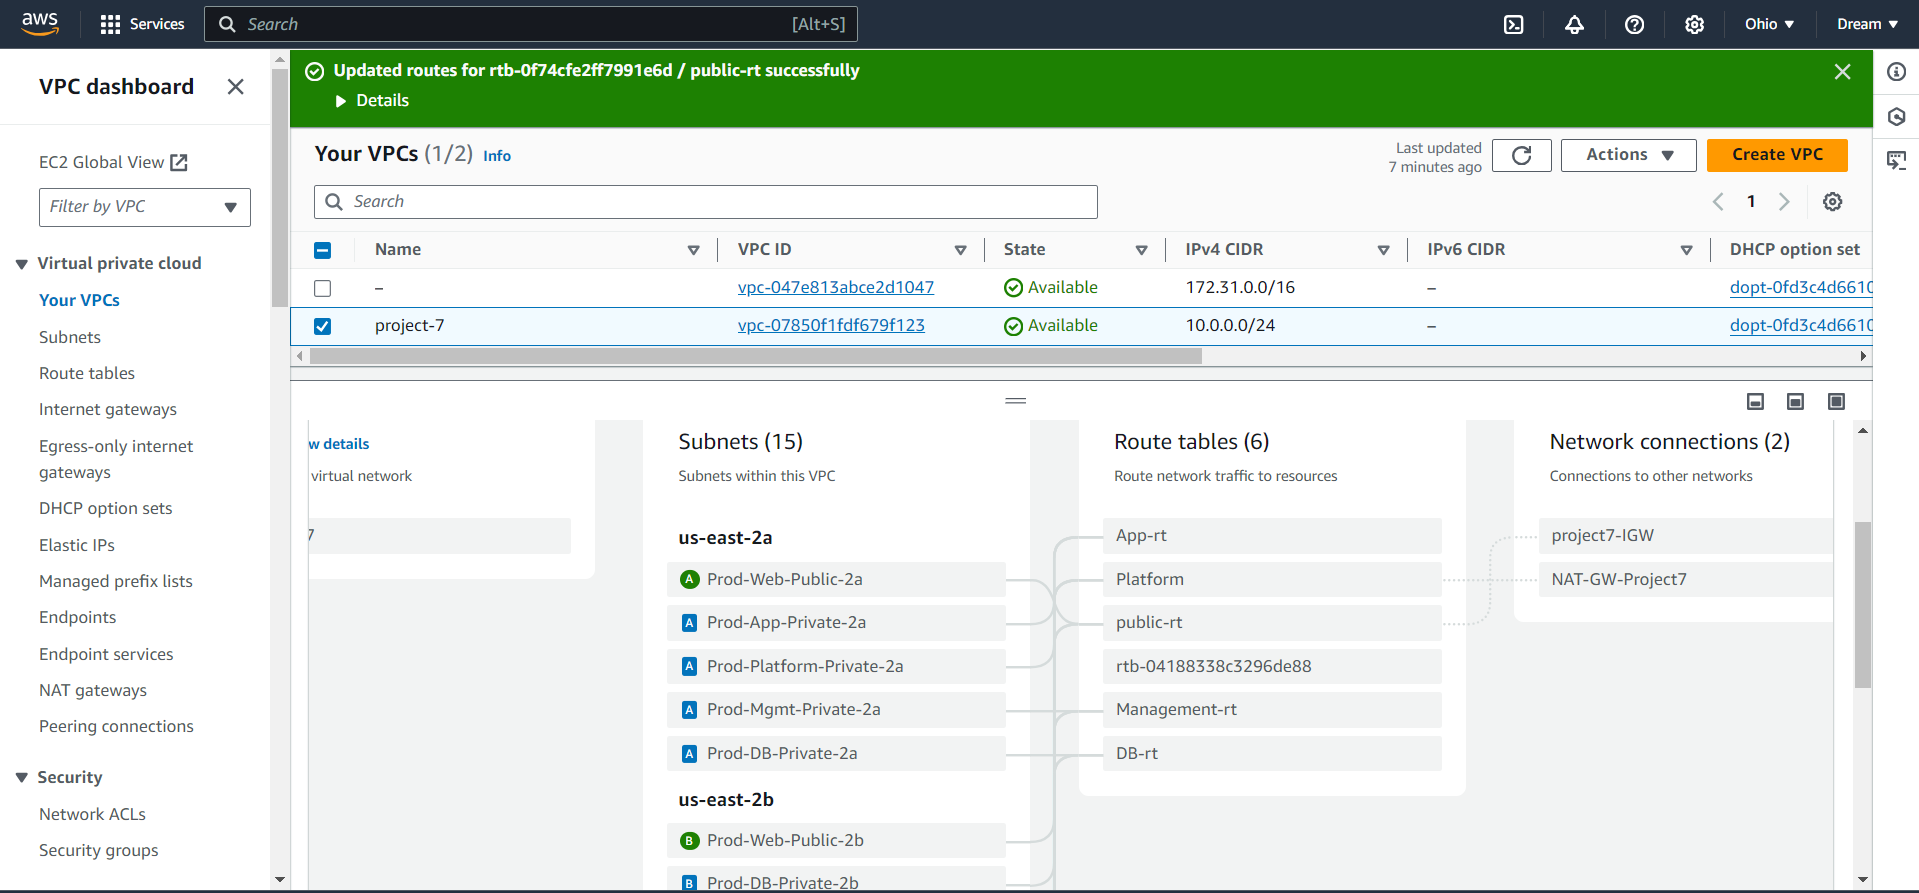 aws
Services
Search
[Alt+S]
Ohio
Dream
VPC dashboard
EC2 Global View
Filter by VPC
Virtual private cloud
Your VPCs
Subnets
Route tables
Internet gateways
Egress-only internet
gateways
DHCP option sets
Elastic IPs
Managed prefix lists
Endpoints
Endpoint services
NAT gateways
Peering connections
Security
Network ACLs
Security groups
Updated routes for rtb-0f74cfe2ff7991e6d / public-rt successfully
Details
Your VPCs (1/2) Info
Last updated
7 minutes ago
Actions
Create VPC
Search
1
Name VPC ID State IPv4 CIDR IPv6 CIDR DHCP option set
– vpc-047e813abce2d1047 Available 172.31.0.0/16 – dopt-0fd3c4d6610
project-7 vpc-07850f1fdf679f123 Available 10.0.0.0/24 – dopt-0fd3c4d6610
w details
virtual network
7
Subnets (15)
Subnets within this VPC
us-east-2a
A Prod-Web-Public-2a
A Prod-App-Private-2a
A Prod-Platform-Private-2a
A Prod-Mgmt-Private-2a
A Prod-DB-Private-2a
us-east-2b
B Prod-Web-Public-2b
B Prod-DB-Private-2b
Route tables (6)
Route network traffic to resources
App-rt
Platform
public-rt
rtb-04188338c3296de88
Management-rt
DB-rt
Network connections (2)
Connections to other networks
project7-IGW
NAT-GW-Project7